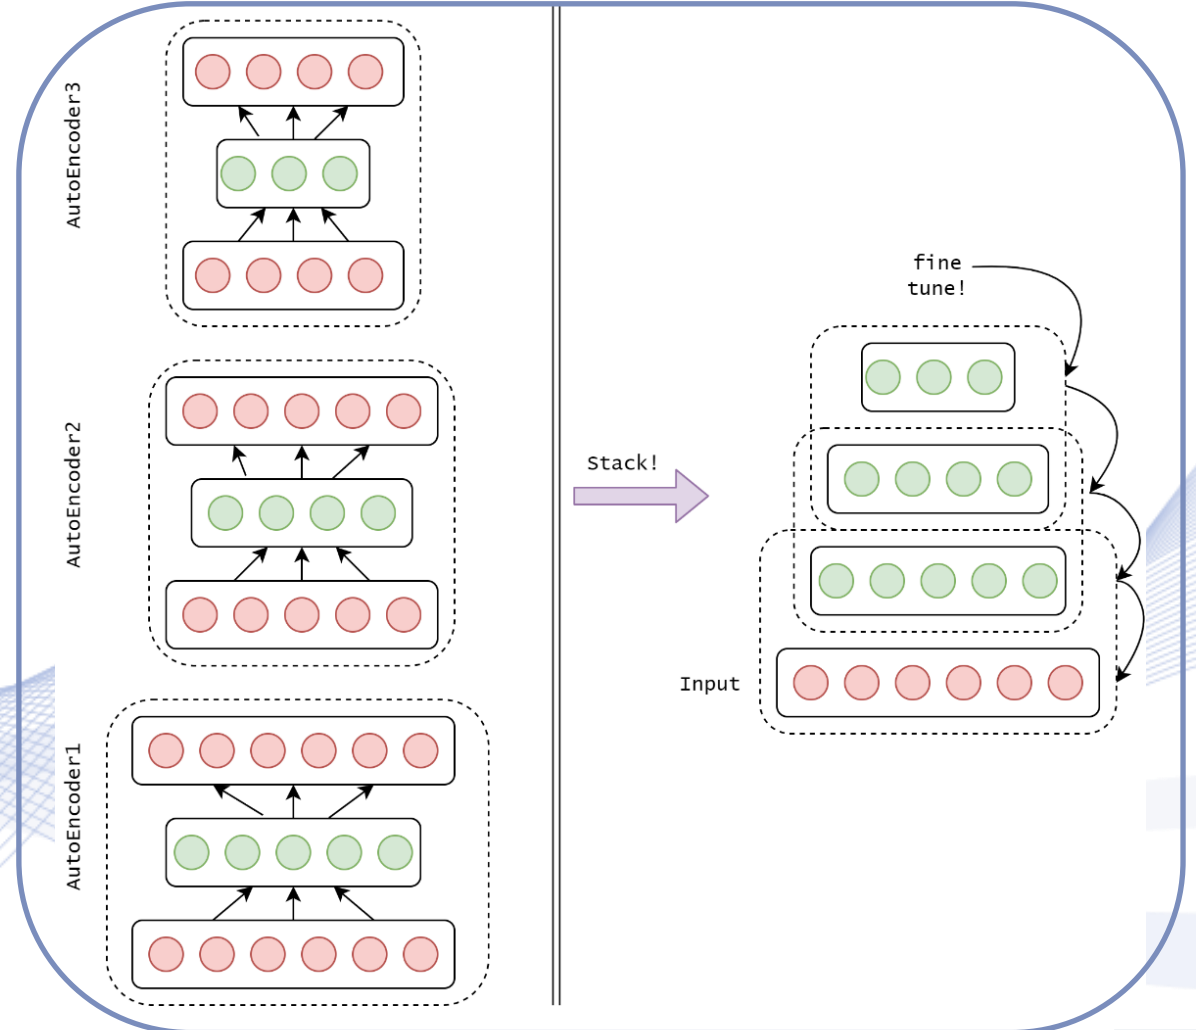 AutoEncoder3
AutoEncoder2
AutoEncoder1
Stack!
fine
tune!
Input